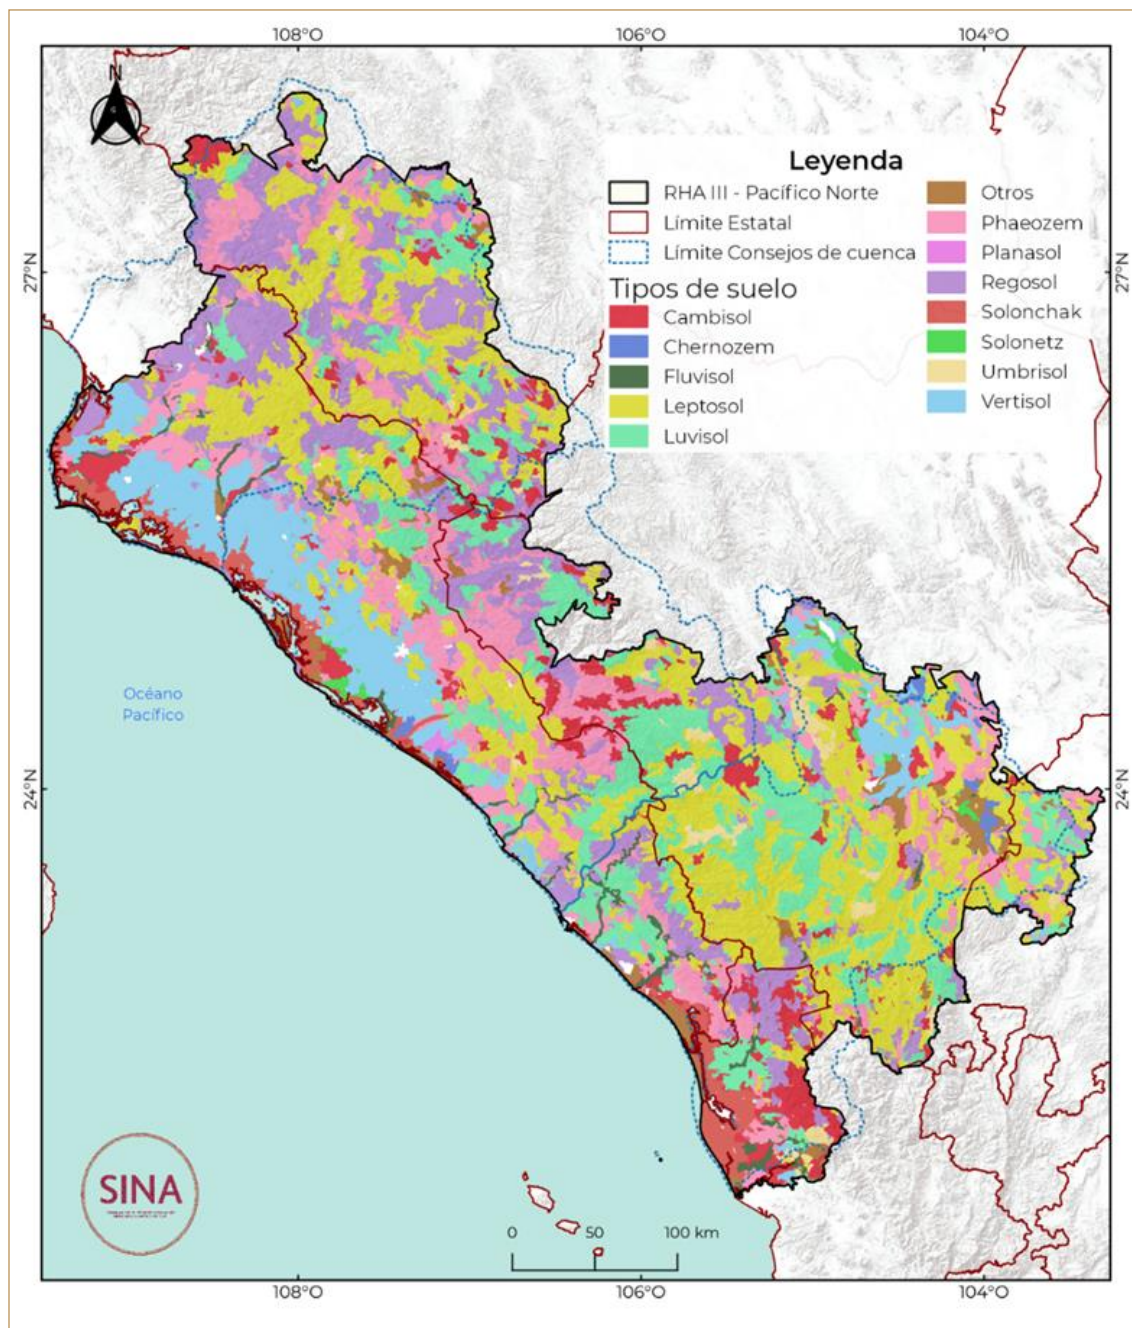 108°O 106°O 104°O
N
Leyenda
RHA III - Pacífico Norte
Límite Estatal
Límite Consejos de cuenca
Tipos de suelo
Cambisol
Chernozem
Fluvisol
Leptosol
Luvisol
Otros
Phaeozem
Planasol
Regosol
Solonchak
Solonetz
Umbrisol
Vertisol
27°N
27°N
Océano
Pacífico
24°N
24°N
SINA
0 50 100 km
108°O 106°O 104°O